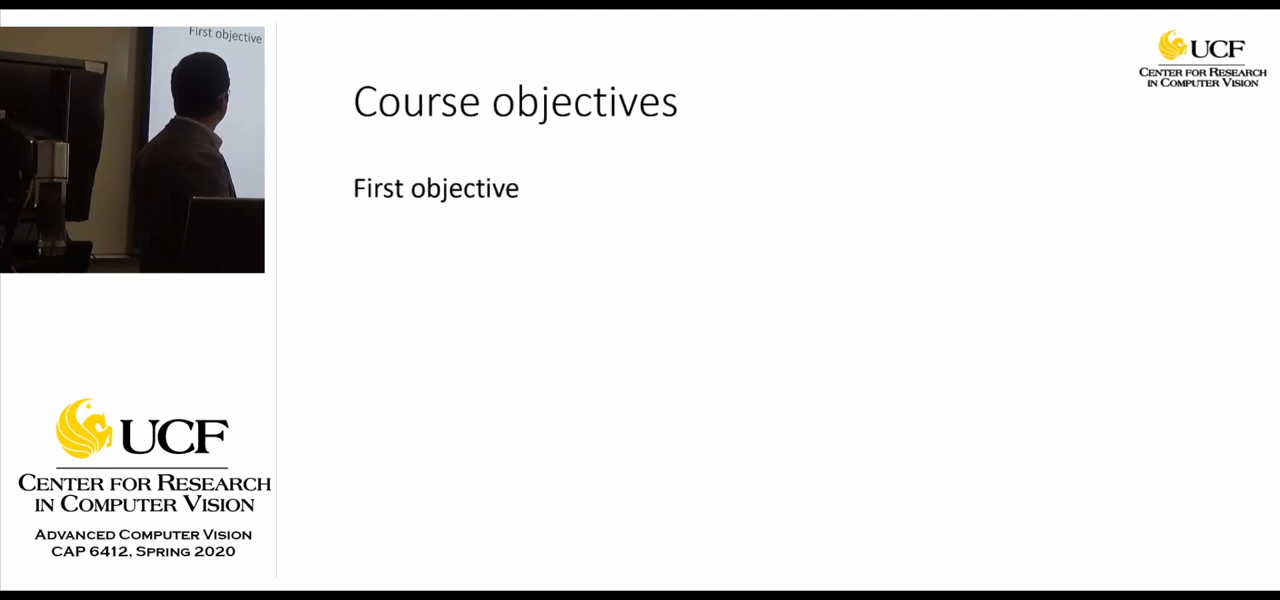 First objective
UCF
CENTER FOR RESEARCH
IN COMPUTER VISION
Course objectives
First objective
UCF
CENTER FOR RESEARCH
IN COMPUTER VISION
ADVANCED COMPUTER VISION
CAP 6412, SPRING 2020